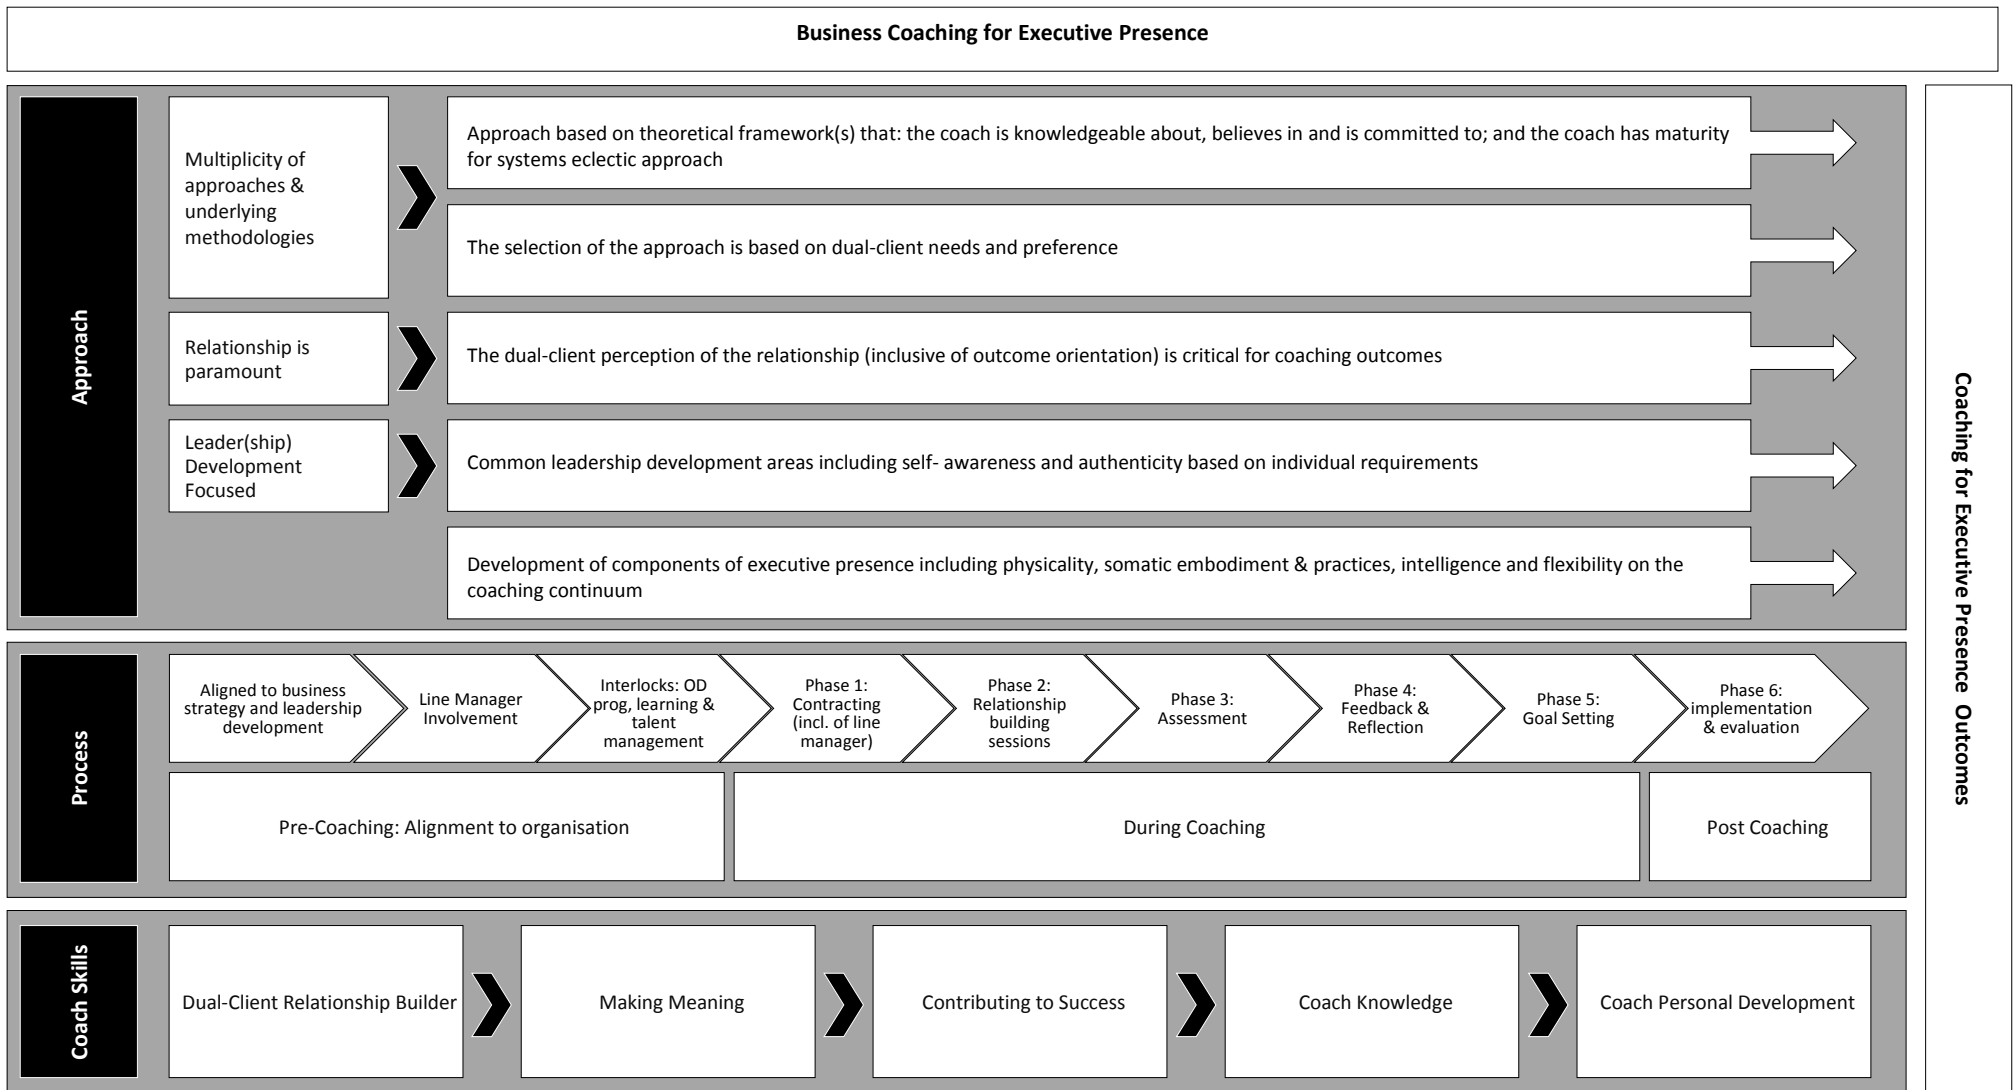 Business Coaching for Executive Presence
Approach
Multiplicity of
approaches &
underlying
methodologies
Approach based on theoretical framework(s) that: the coach is knowledgeable about, believes in and is committed to; and the coach has maturity
for systems eclectic approach
The selection of the approach is based on dual-client needs and preference
Relationship is
paramount
The dual-client perception of the relationship (inclusive of outcome orientation) is critical for coaching outcomes
Leader(ship)
Development
Focused
Common leadership development areas including self- awareness and authenticity based on individual requirements
Development of components of executive presence including physicality, somatic embodiment & practices, intelligence and flexibility on the
coaching continuum
Process
Aligned to business
strategy and leadership
development
Line Manager
Involvement
Interlocks: OD
prog, learning &
talent
management
Phase 1:
Contracting
(incl. of line
manager)
Phase 2:
Relationship
building
sessions
Phase 3:
Assessment
Phase 4:
Feedback &
Reflection
Phase 5:
Goal Setting
Phase 6:
implementation
& evaluation
Pre-Coaching: Alignment to organisation
During Coaching
Post Coaching
Coach Skills
Dual-Client Relationship Builder
Making Meaning
Contributing to Success
Coach Knowledge
Coach Personal Development
Coaching for Executive Presence Outcomes